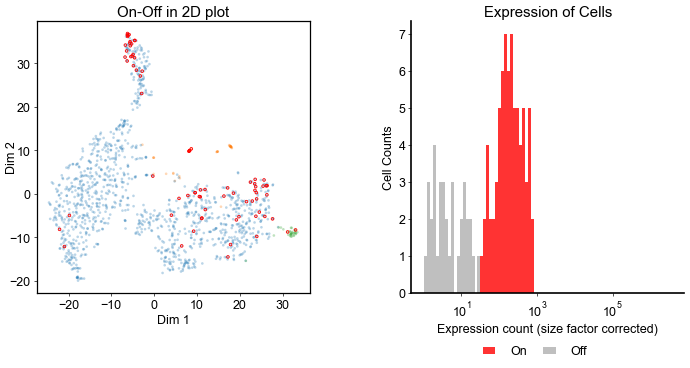 On-Off in 2D plot
Expression of Cells
Dim 2
30
20
10
0
−10
−20
−20 −10 0 10 20 30
Dim 1
Cell Counts
7
6
5
4
3
2
1
0
10^1 10^3 10^5
Expression count (size factor corrected)
On Off